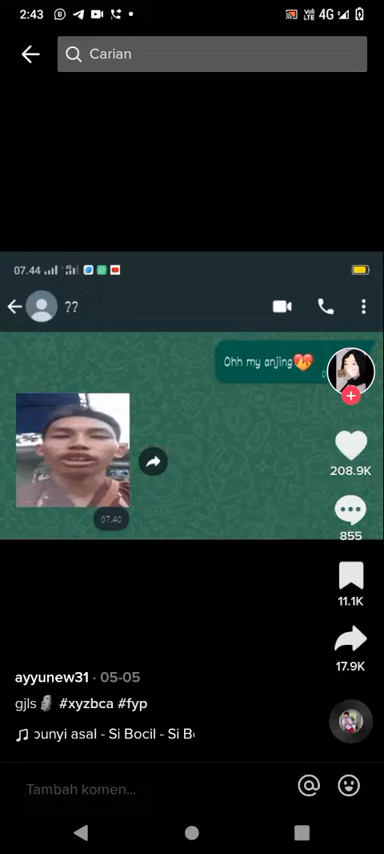 2:43 4G
Carian
07.44
??
Ohh my anjing💖
07.40
208.9K
855
11.1K
17.9K
ayyunew31 · 05-05
gjls🗿 #xyzbca #fyp
bunyi asal - Si Bocil - Si B
Tambah komen...